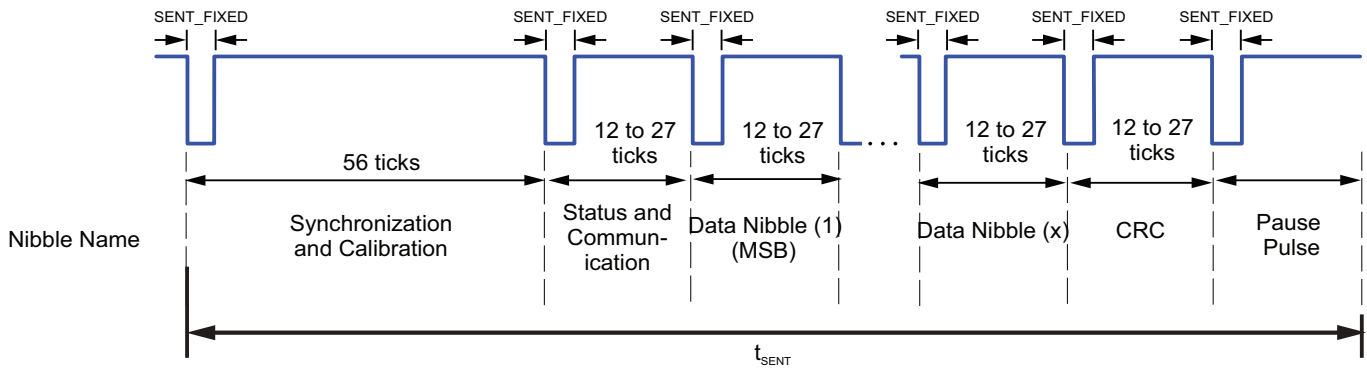 SENT_FIXED SENT_FIXED SENT_FIXED SENT_FIXED SENT_FIXED SENT_FIXED
12 to 27
ticks
12 to 27
ticks
. . .
12 to 27
ticks
12 to 27
ticks
56 ticks
Nibble Name
Synchronization
and Calibration
Status and
Commun-
ication
Data Nibble (1)
(MSB)
Data Nibble (x)
CRC
Pause
Pulse
tSENT